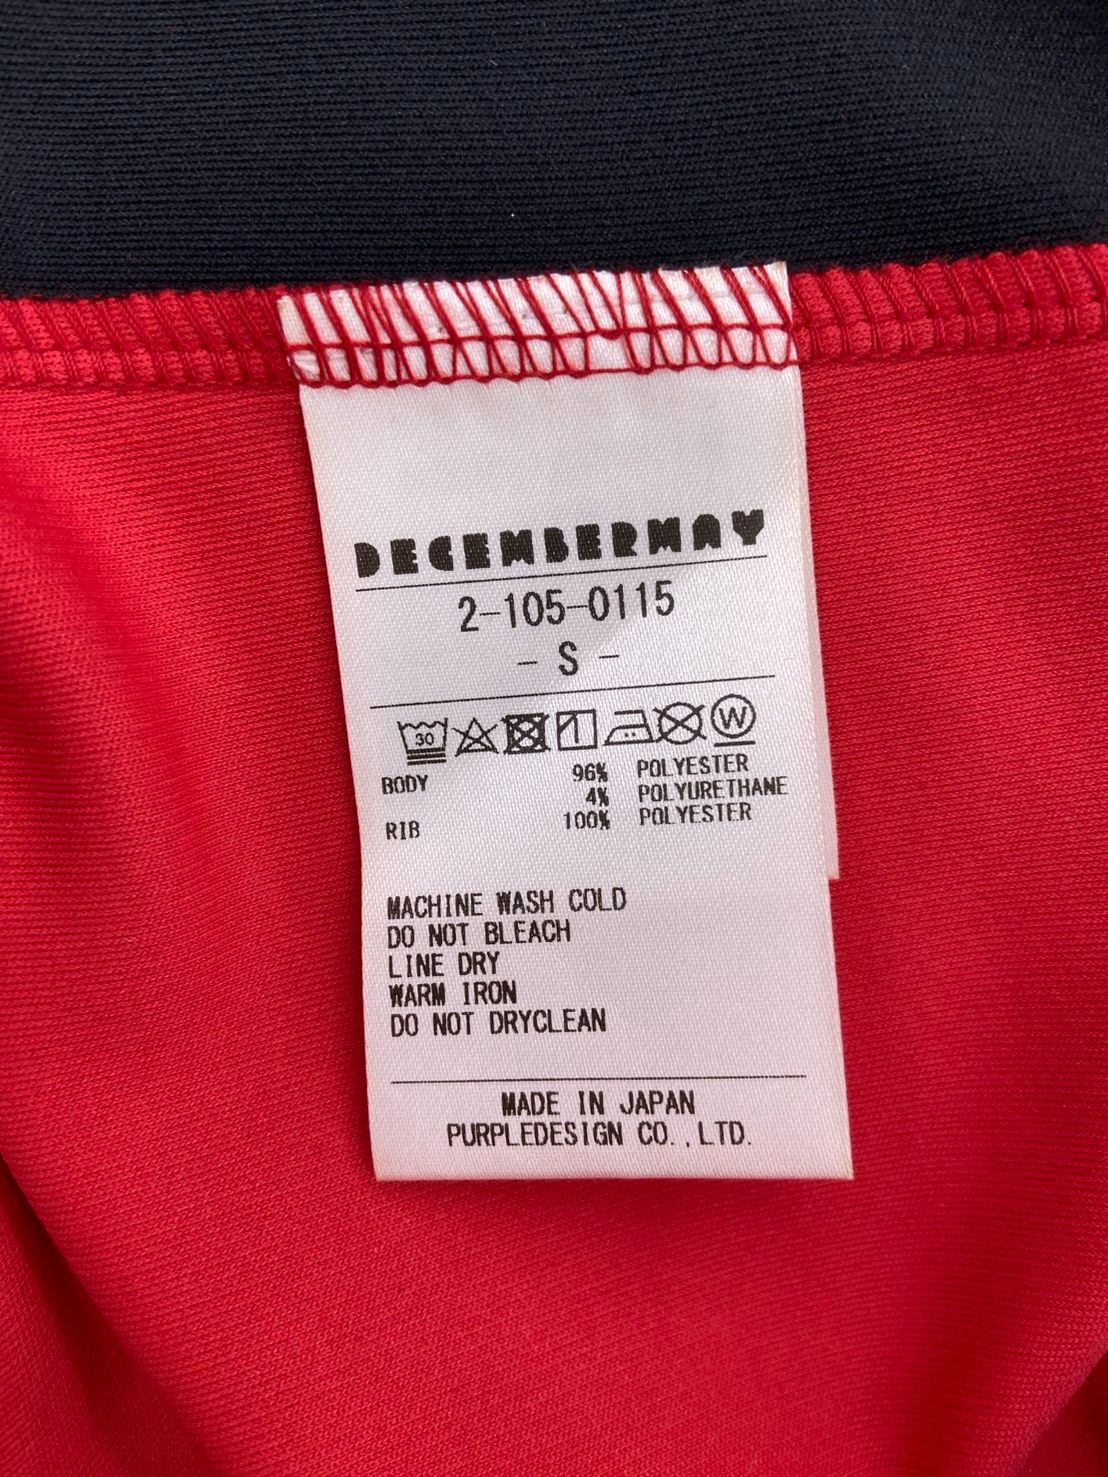 DECEMBERMAY
2-105-0115
- S -
30 W
BODY 96% POLYESTER
4% POLYURETHANE
RIB 100% POLYESTER
MACHINE WASH COLD
DO NOT BLEACH
LINE DRY
WARM IRON
DO NOT DRYCLEAN
MADE IN JAPAN
PURPLEDESIGN CO.,LTD.